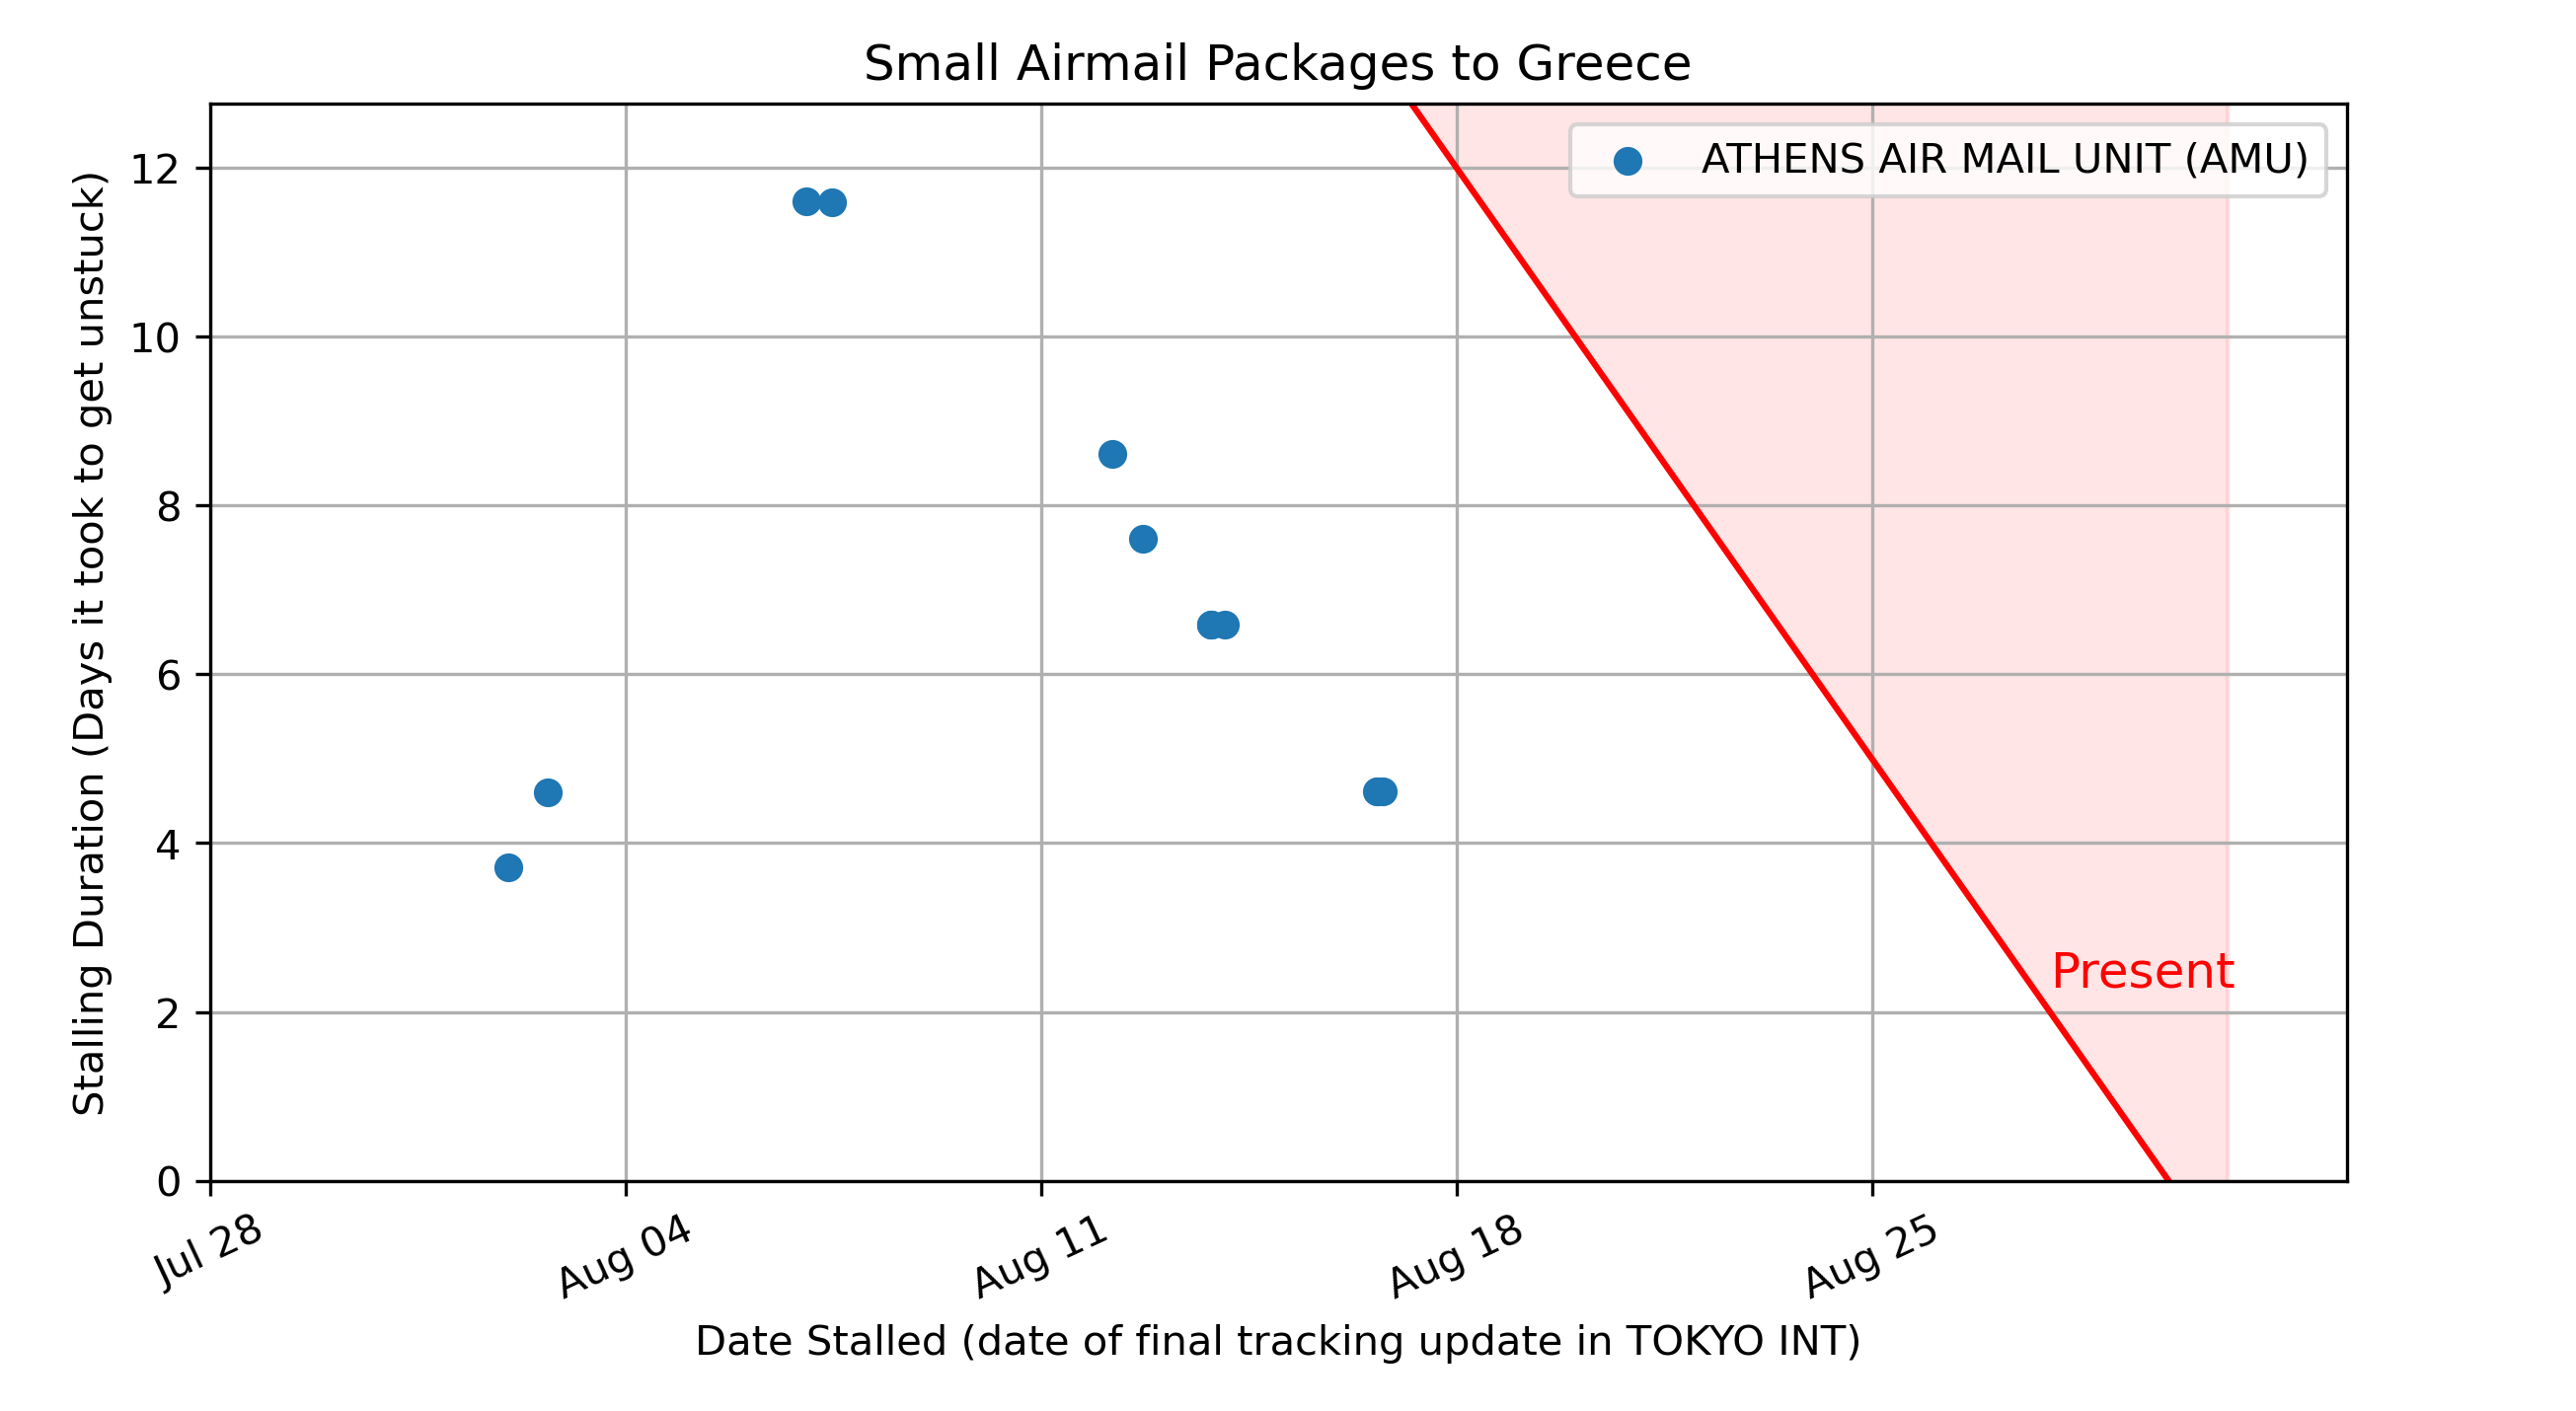 Small Airmail Packages to Greece
ATHENS AIR MAIL UNIT (AMU)
Stalling Duration (Days it took to get unstuck)
12
10
8
6
4
2
0
Present
Jul 28
Aug 04
Aug 11
Aug 18
Aug 25
Date Stalled (date of final tracking update in TOKYO INT)